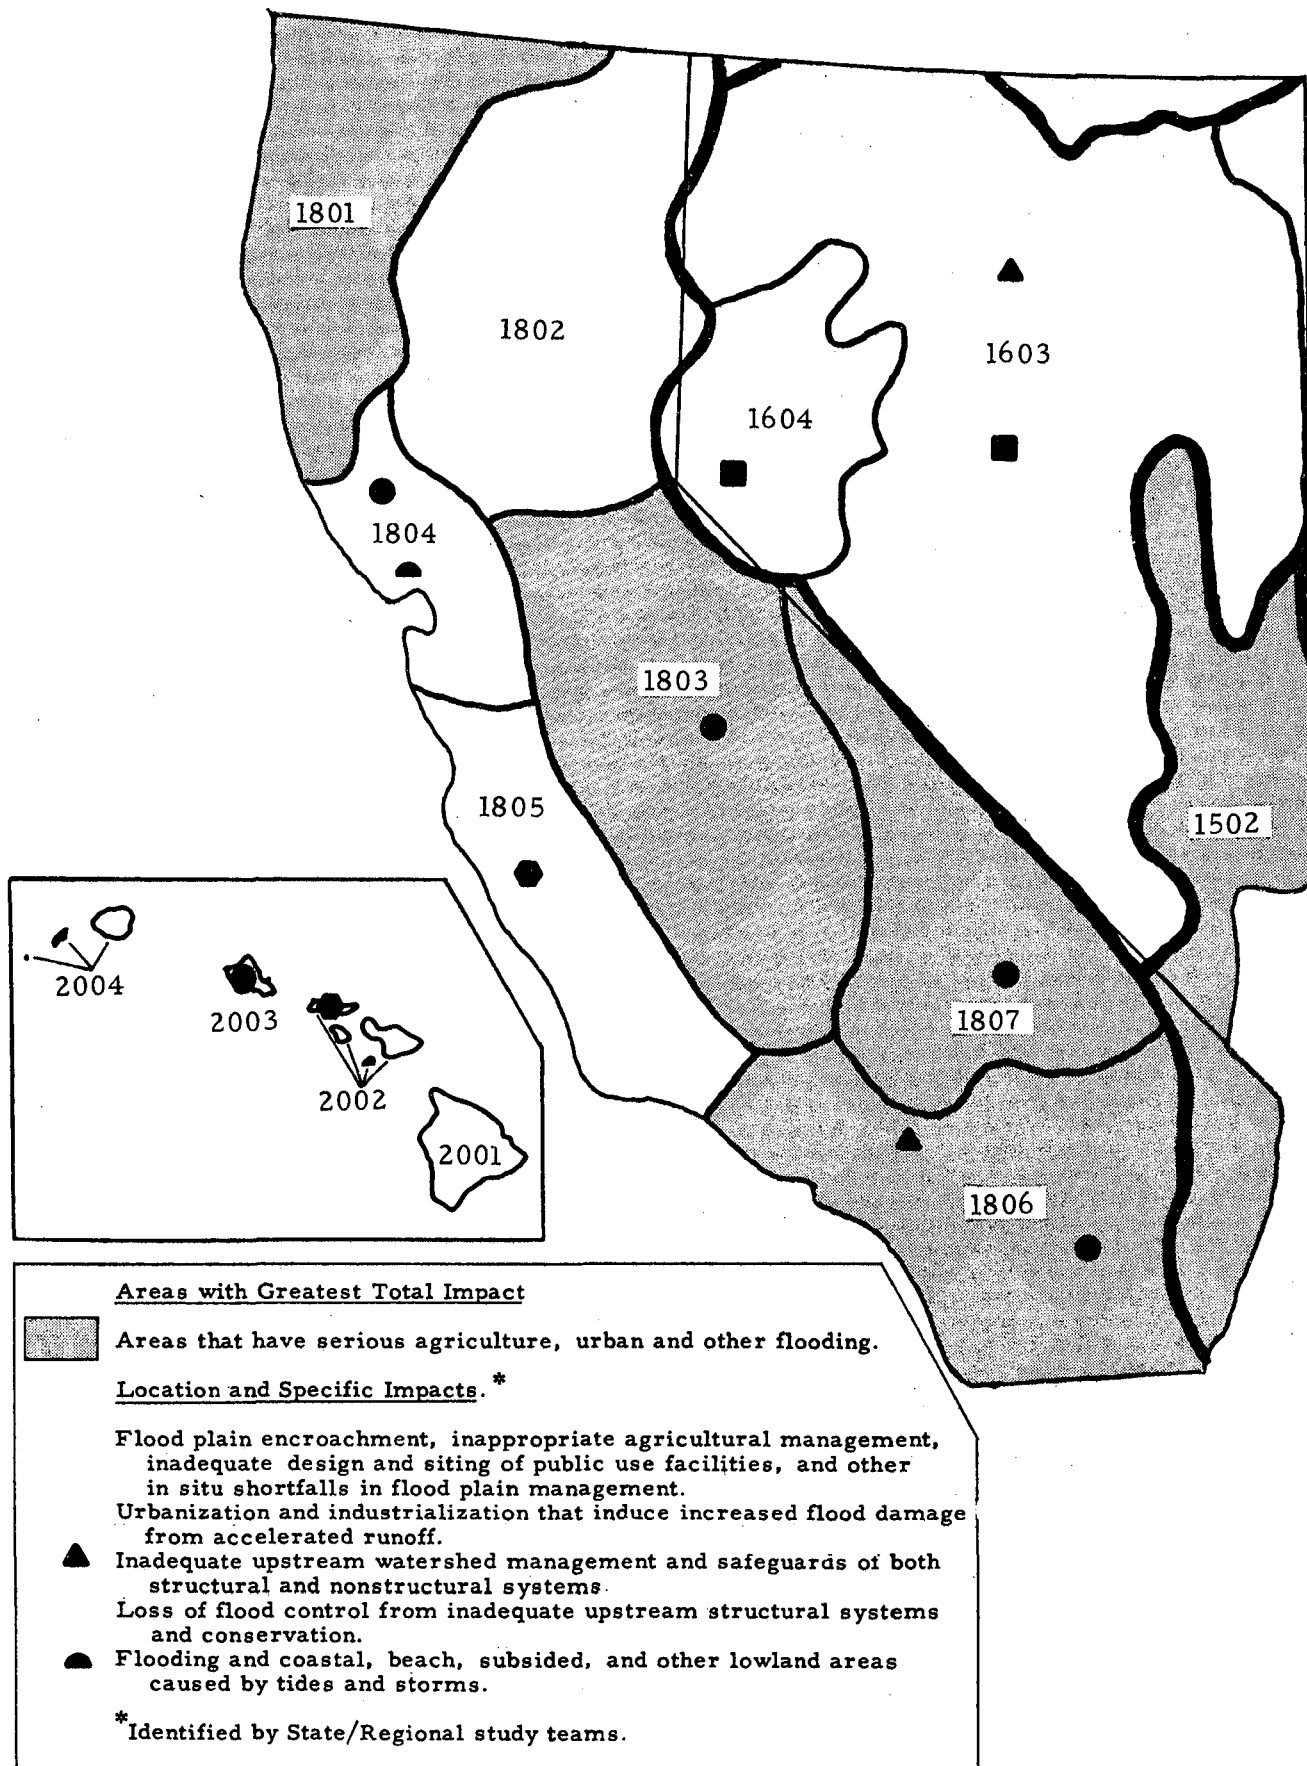 1801
1802
1603
1604
1804
1803
1805
1502
2004
2003
1807
2002
2001
1806
Areas with Greatest Total Impact
Areas that have serious agriculture, urban and other flooding.
Location and Specific Impacts. *
Flood plain encroachment, inappropriate agricultural management,
inadequate design and siting of public use facilities, and other
in situ shortfalls in flood plain management.
Urbanization and industrialization that induce increased flood damage
from accelerated runoff.
Inadequate upstream watershed management and safeguards of both
structural and nonstructural systems
Loss of flood control from inadequate upstream structural systems
and conservation.
Flooding and coastal, beach, subsided, and other lowland areas
caused by tides and storms.
*Identified by State/Regional study teams.